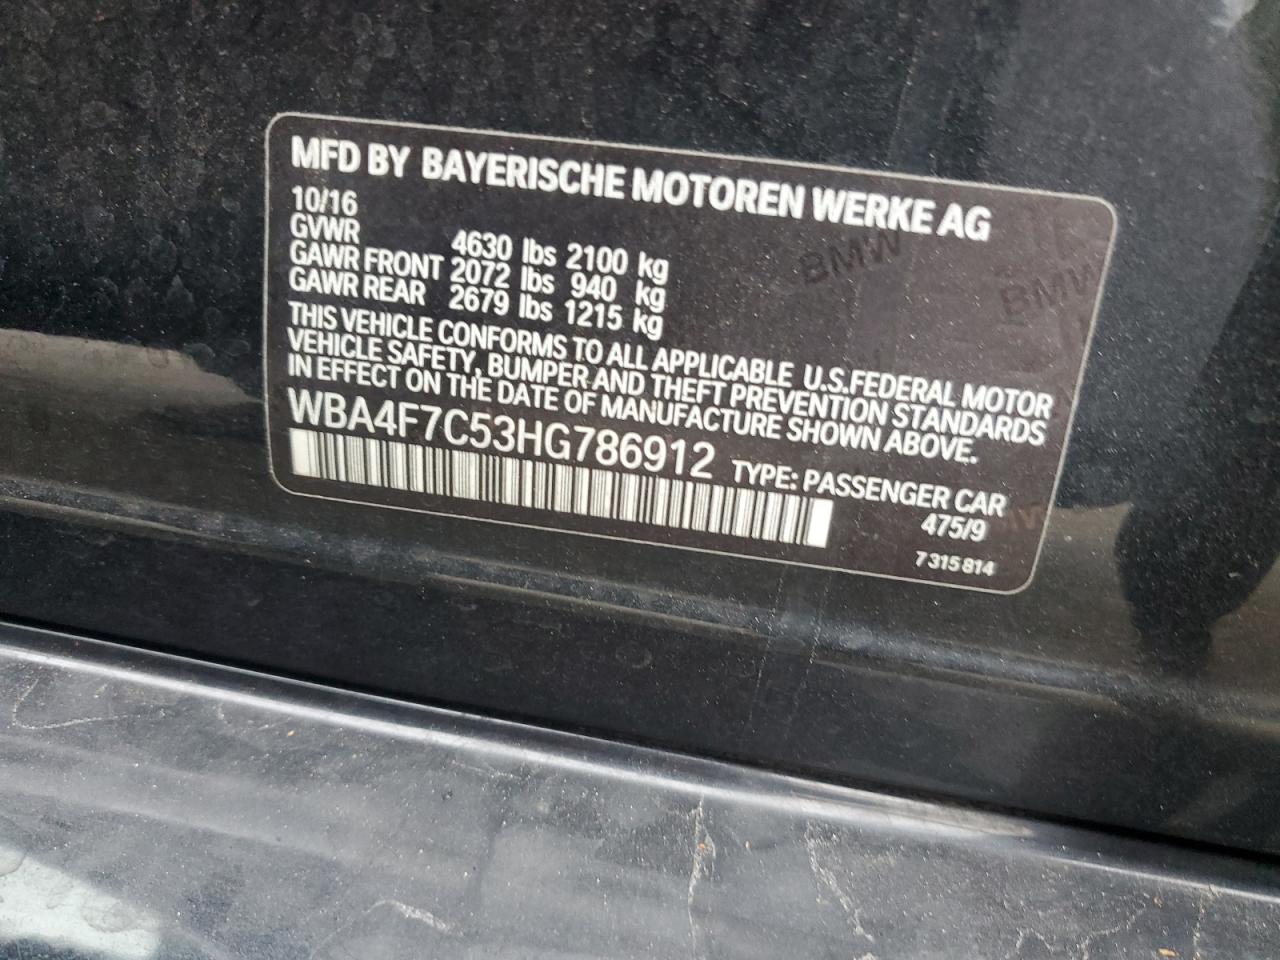 MFD BY BAYERISCHE MOTOREN WERKE AG
10/16
GVWR 4630 lbs 2100 kg
GAWR FRONT 2072 lbs 940 kg
GAWR REAR 2679 lbs 1215 kg
THIS VEHICLE CONFORMS TO ALL APPLICABLE U.S.FEDERAL MOTOR
VEHICLE SAFETY, BUMPER AND THEFT PREVENTION STANDARDS
IN EFFECT ON THE DATE OF MANUFACTURE SHOWN ABOVE.
WBA4F7C53HG786912 TYPE: PASSENGER CAR
475/9
7 315 814
BMW
BMW